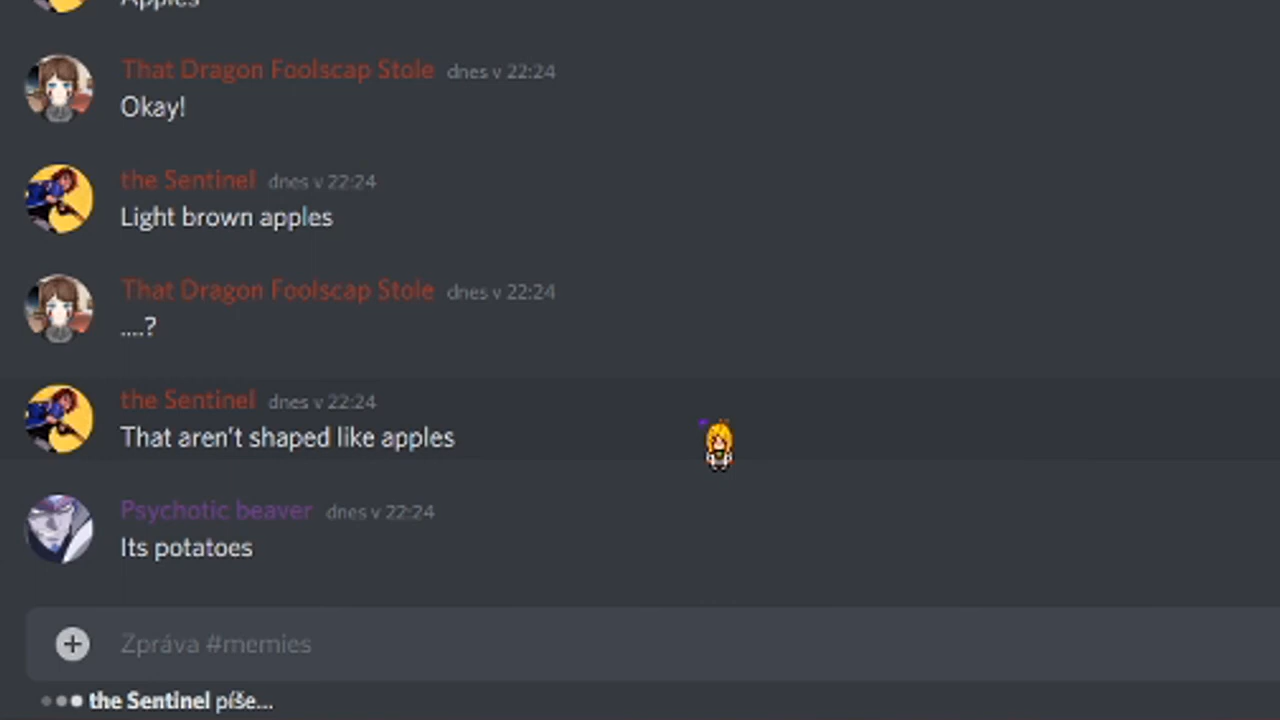 Apples
That Dragon Foolscap Stole dnes v 22:24
Okay!
the Sentinel dnes v 22:24
Light brown apples
That Dragon Foolscap Stole dnes v 22:24
....?
the Sentinel dnes v 22:24
That aren't shaped like apples
Psychotic beaver dnes v 22:24
Its potatoes
Zpráva #memies
the Sentinel píše...